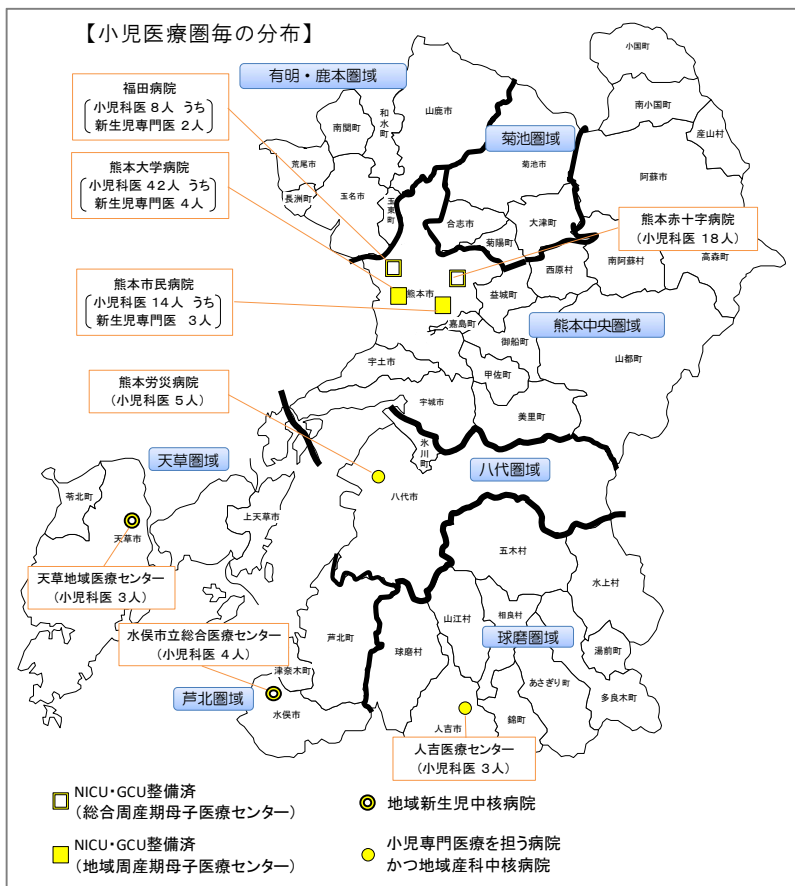 【小児医療圏毎の分布】
小国町
南小国町
産山村
有明・鹿本圏域
福田病院
小児科医 8人 うち
新生児専門医 2人
山鹿市
和水町
南関町
菊池圏域
菊池市
阿蘇市
荒尾市
長洲町
玉名市
玉東町
熊本大学病院
小児科医 42人 うち
新生児専門医 4人
合志市
大津町
菊陽町
熊本赤十字病院
(小児科医 18人)
西原村
南阿蘇村
高森町
熊本市民病院
小児科医 14人 うち
新生児専門医 3人
熊本市
益城町
嘉島町
熊本中央圏域
御船町
山都町
宇土市
甲佐町
熊本労災病院
(小児科医 5人)
宇城市
美里町
氷川町
天草圏域
八代圏域
八代市
苓北町
上天草市
天草市
五木村
水上村
天草地域医療センター
(小児科医 3人)
山江村
相良村
水俣市立総合医療センター
(小児科医 4人)
芦北町
球磨村
球磨圏域
湯前町
津奈木町
あさぎり町
多良木町
芦北圏域
水俣市
錦町
人吉市
人吉医療センター
(小児科医 3人)
NICU・GCU整備済
(総合周産期母子医療センター)
地域新生児中核病院
NICU・GCU整備済
(地域周産期母子医療センター)
小児専門医療を担う病院
かつ地域産科中核病院